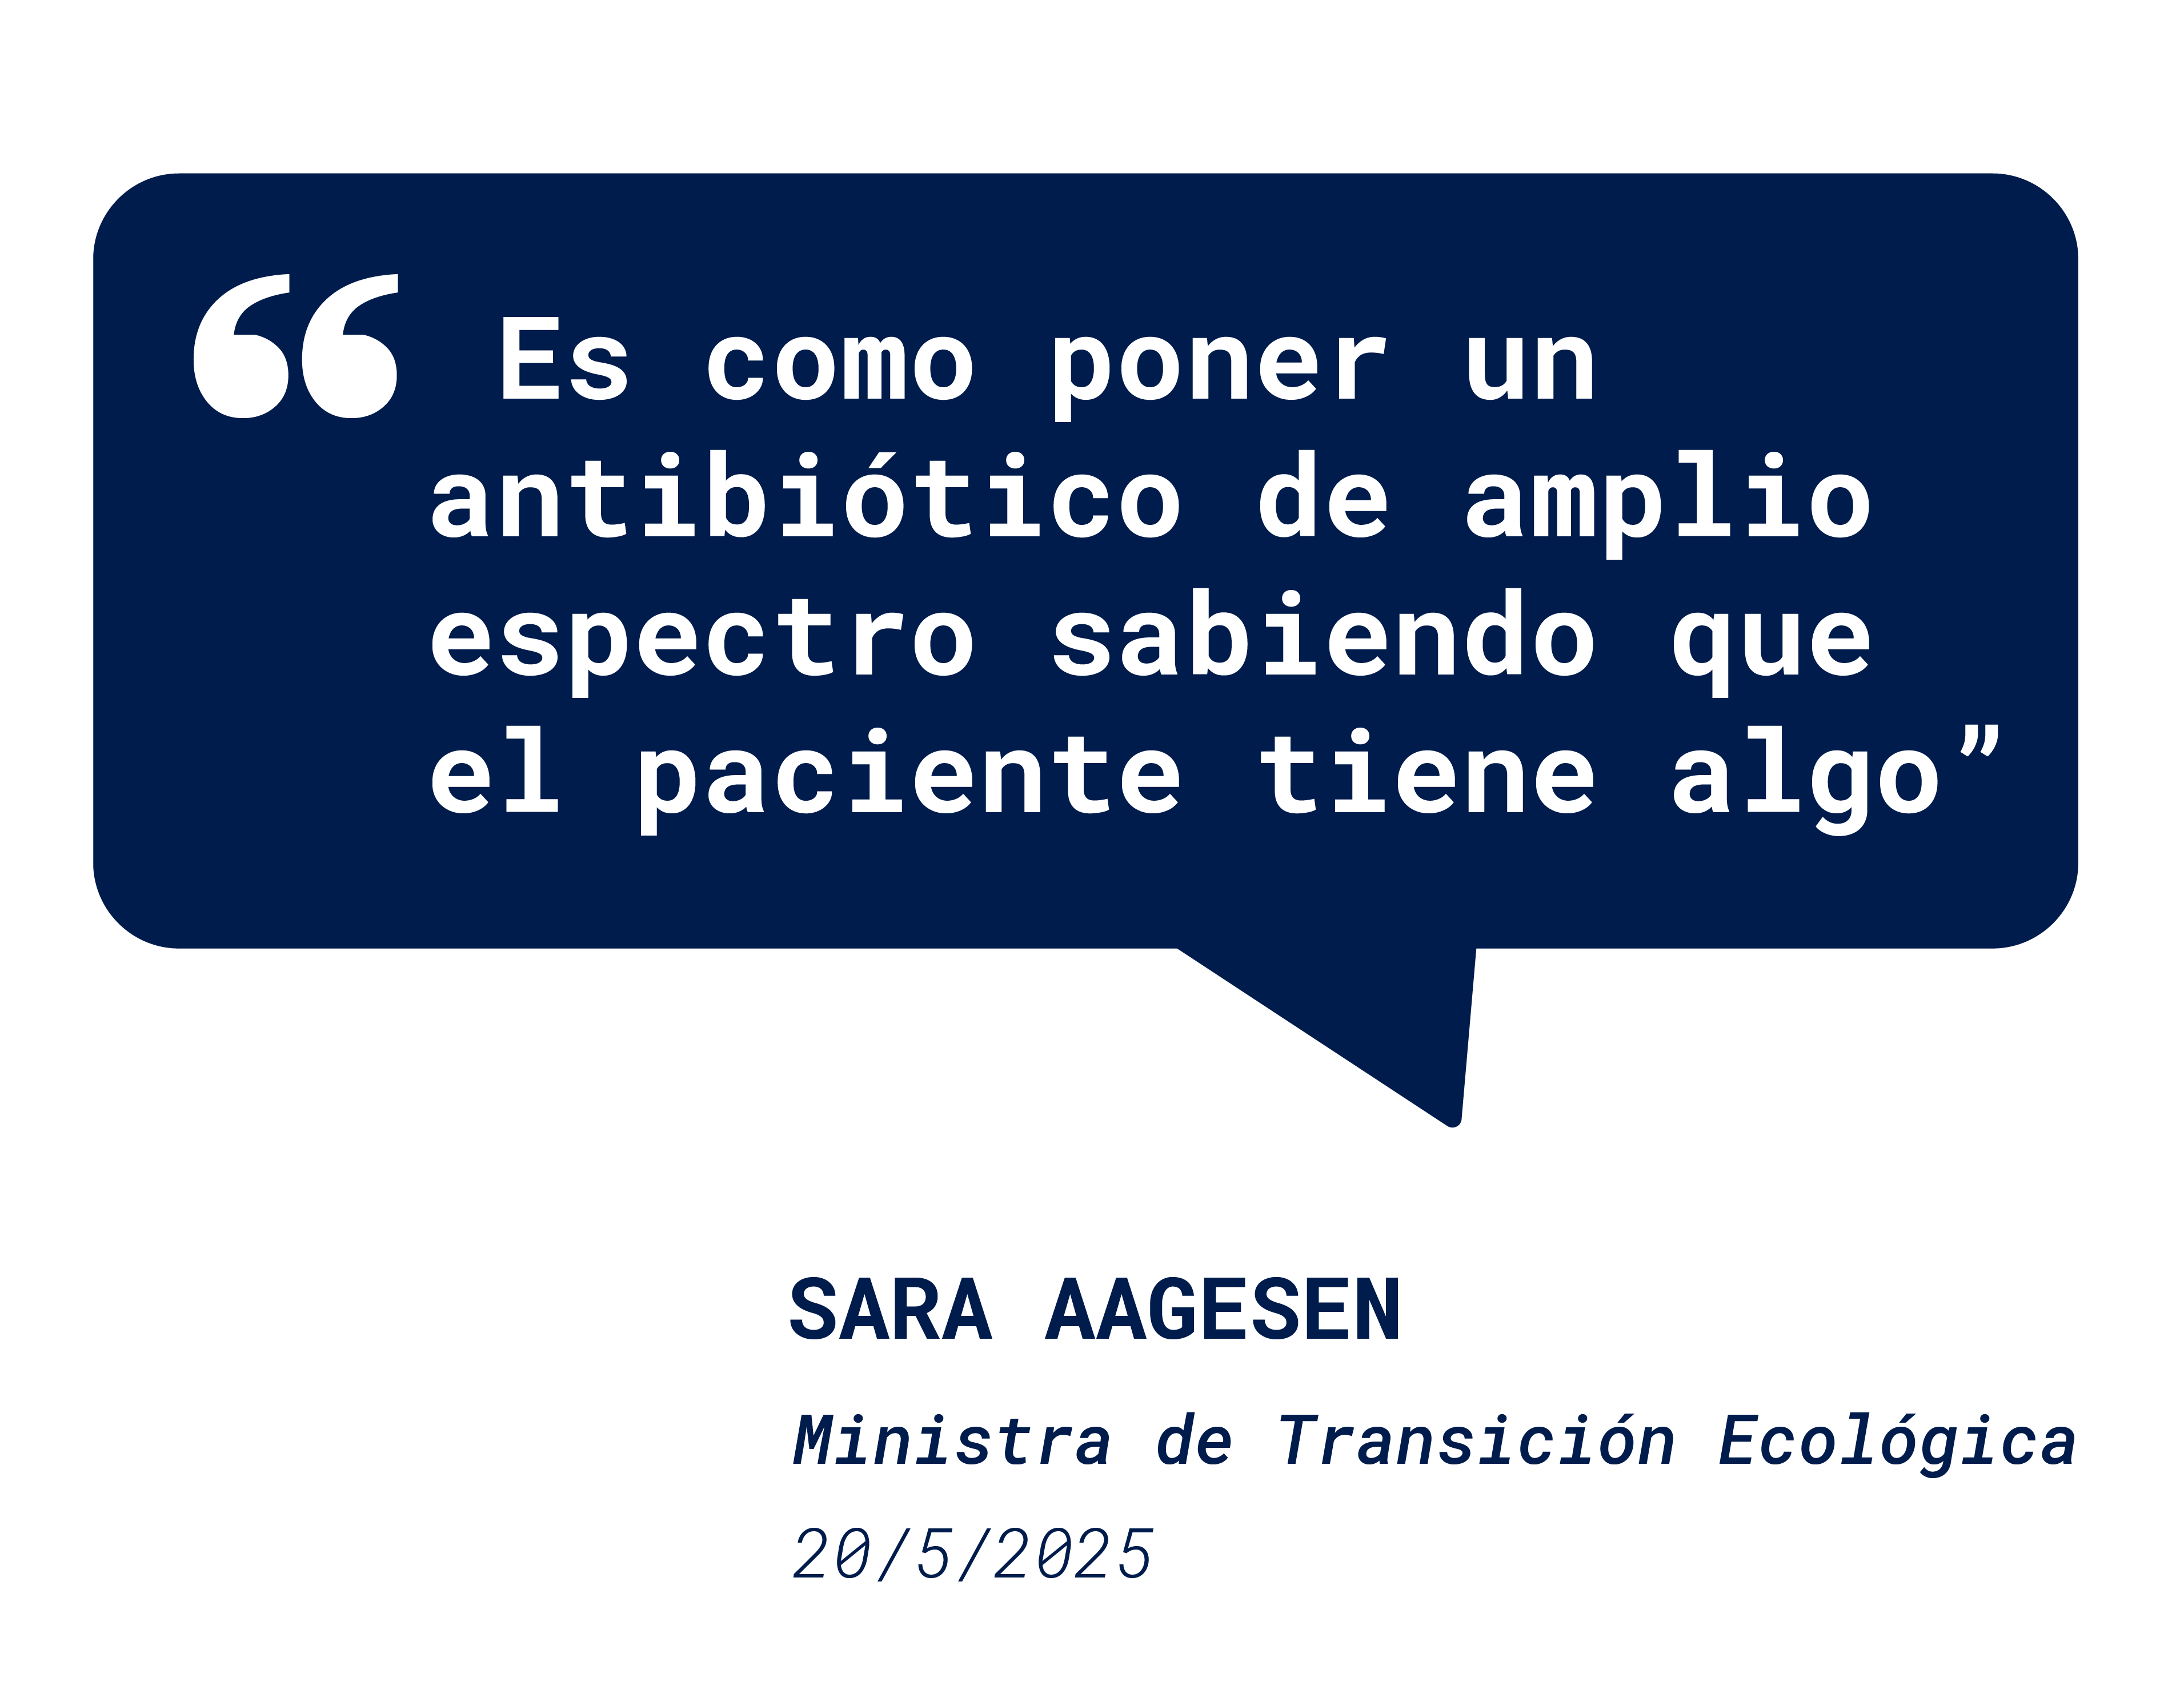 “ Es como poner un
antibiótico de amplio
espectro sabiendo que
el paciente tiene algo”
SARA AAGESEN
Ministra de Transición Ecológica
20/5/2025